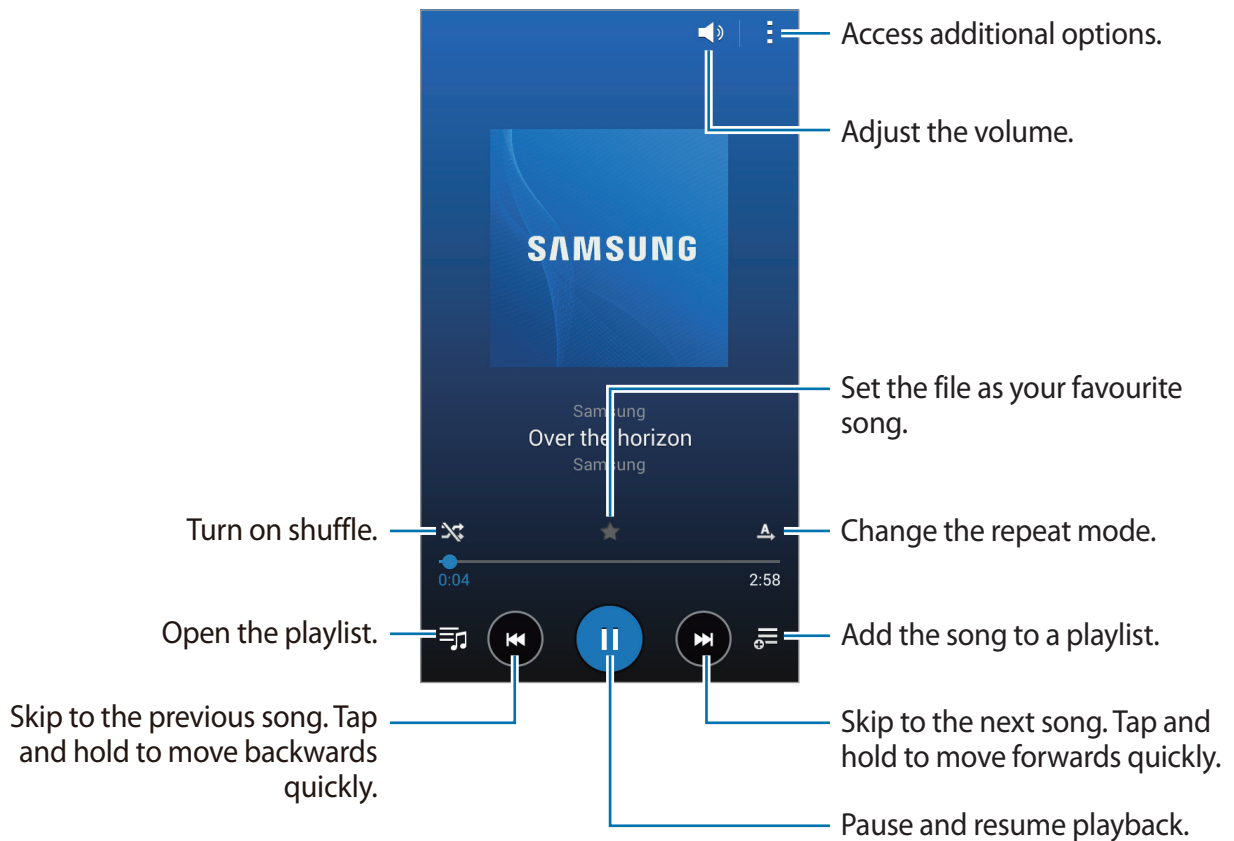 Access additional options.
Adjust the volume.
SAMSUNG
Set the file as your favourite
song.
Samsung
Over the horizon
Samsung
Turn on shuffle.
A
Change the repeat mode.
0:04
2:58
Open the playlist.
Add the song to a playlist.
Skip to the previous song. Tap
and hold to move backwards
quickly.
Skip to the next song. Tap and
hold to move forwards quickly.
Pause and resume playback.